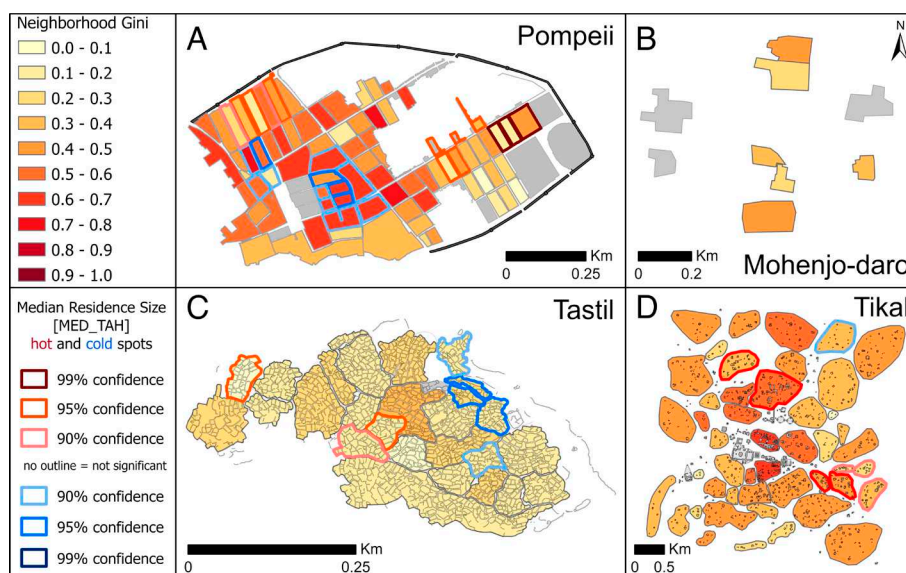 Neighborhood Gini
0.0 - 0.1
0.1 - 0.2
0.2 - 0.3
0.3 - 0.4
0.4 - 0.5
0.5 - 0.6
0.6 - 0.7
0.7 - 0.8
0.8 - 0.9
0.9 - 1.0
Median Residence Size
[MED_TAH]
hot and cold spots
99% confidence
95% confidence
90% confidence
no outline = not significant
90% confidence
95% confidence
99% confidence
A
Pompeii
Km
0 0.25
B
N
Km
0 0.2
Mohenjo-daro
C
Tastil
Km
0 0.25
D
Tikal
Km
0 0.5